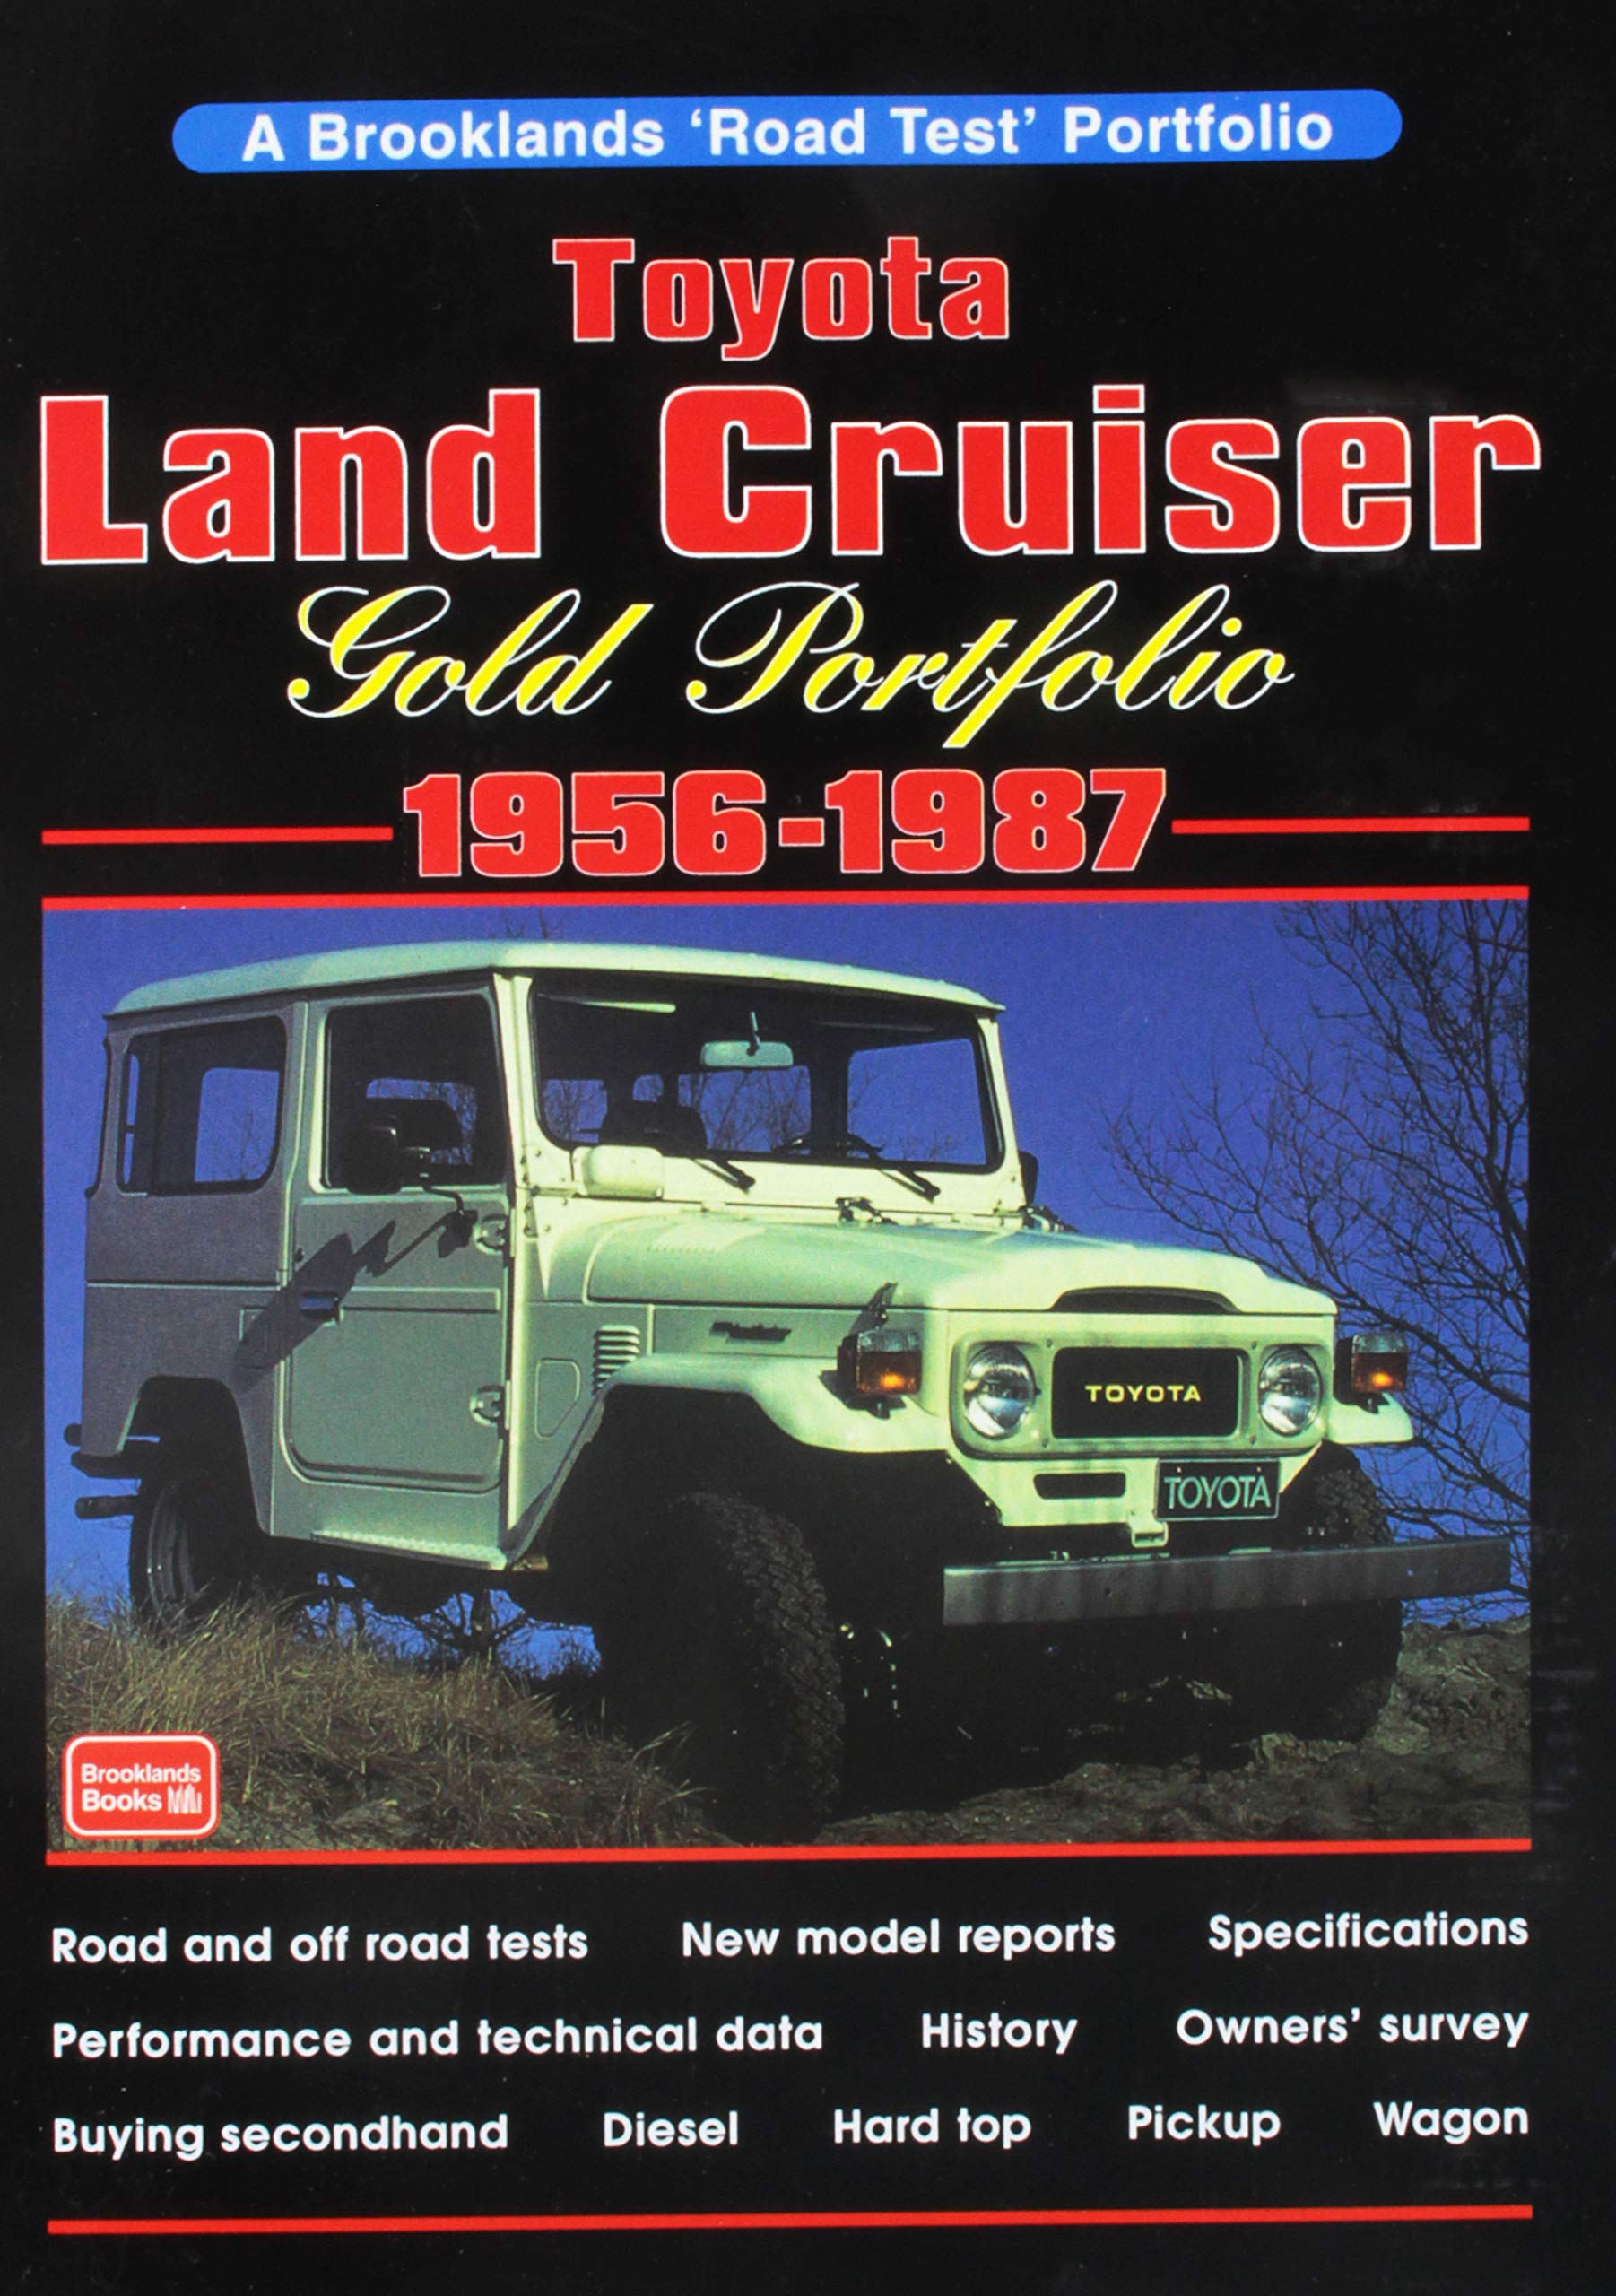 A Brooklands ‘Road Test’ Portfolio
Toyota
Land Cruiser
Gold Portfolio
1956-1987
TOYOTA
TOYOTA
Brooklands
Books
Road and off road tests New model reports Specifications
Performance and technical data History Owners’ survey
Buying secondhand Diesel Hard top Pickup Wagon